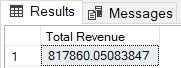 Results Messages
Total Revenue
1 817860.05083847